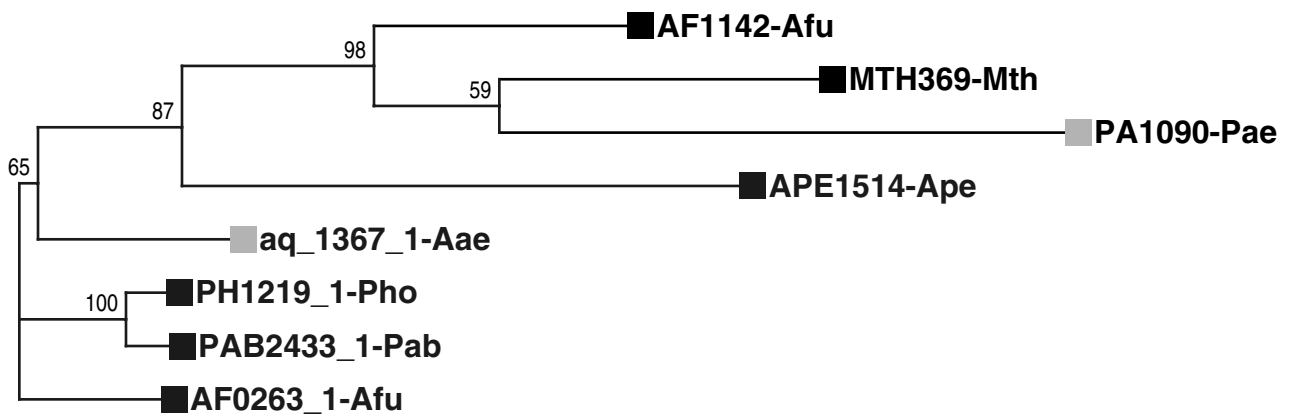 AF1142-Afu
98
MTH369-Mth
59
87
PA1090-Pae
65
APE1514-Ape
aq_1367_1-Aae
PH1219_1-Pho
100
PAB2433_1-Pab
AF0263_1-Afu